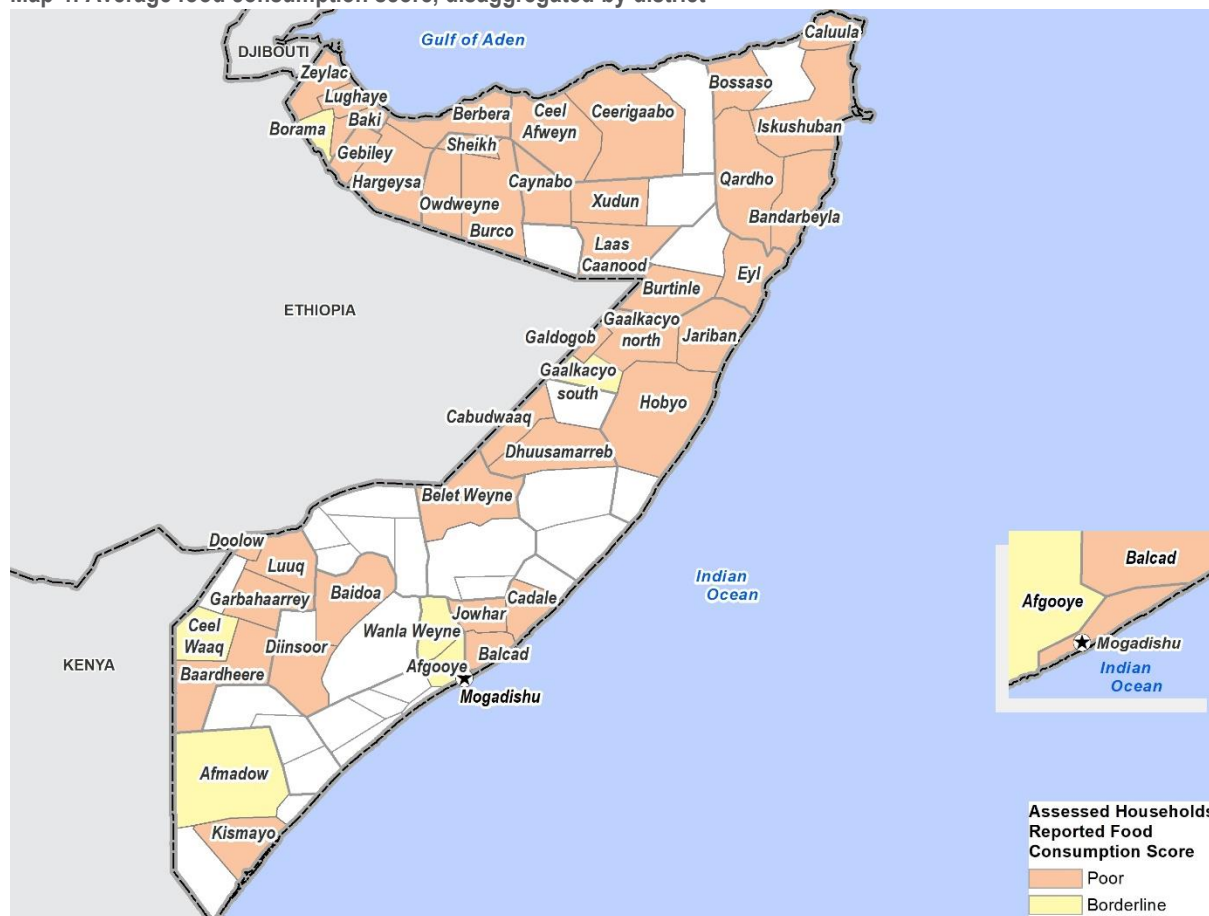 Map 4: Average food consumption score, disaggregated by district
DJIBOUTI
Gulf of Aden
Caluula
Zeylac
Lughaye
Baki
Borama
Gebiley
Hargeysa
Berbera
Sheikh
Ceel
Afweyn
Ceerigaabo
Bossaso
Iskushuban
Owdweyne
Burco
Caynabo
Xudun
Qardho
Bandarbeyla
Laas
Caanood
Eyl
Burtinle
ETHIOPIA
Gaalkacyo
north
Jariban
Galdogob
Gaalkacyo
south
Hobyo
Cabudwaaq
Dhuusamarreb
Belet Weyne
Doolow
Luuq
Garbahaarrey
Baidoa
Cadale
Jowhar
Ceel
Waaq
Diinsoor
Wanla Weyne
Balcad
Afgooye
KENYA
Baardheere
Mogadishu
Afmadow
Kismayo
Indian
Ocean
Balcad
Afgooye
Mogadishu
Indian
Ocean
Assessed Households
Reported Food
Consumption Score
Poor
Borderline